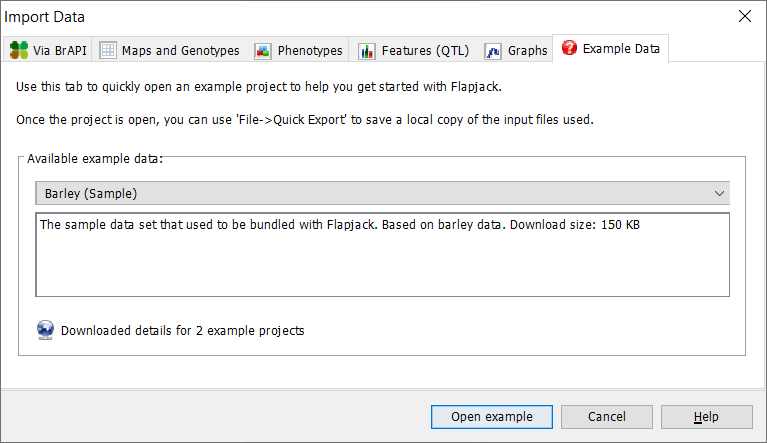 Import Data
Via BrAPI Maps and Genotypes Phenotypes Features (QTL) Graphs Example Data
Use this tab to quickly open an example project to help you get started with Flapjack.
Once the project is open, you can use 'File->Quick Export' to save a local copy of the input files used.
Available example data:
Barley (Sample)
The sample data set that used to be bundled with Flapjack. Based on barley data. Download size: 150 KB
Downloaded details for 2 example projects
Open example Cancel Help